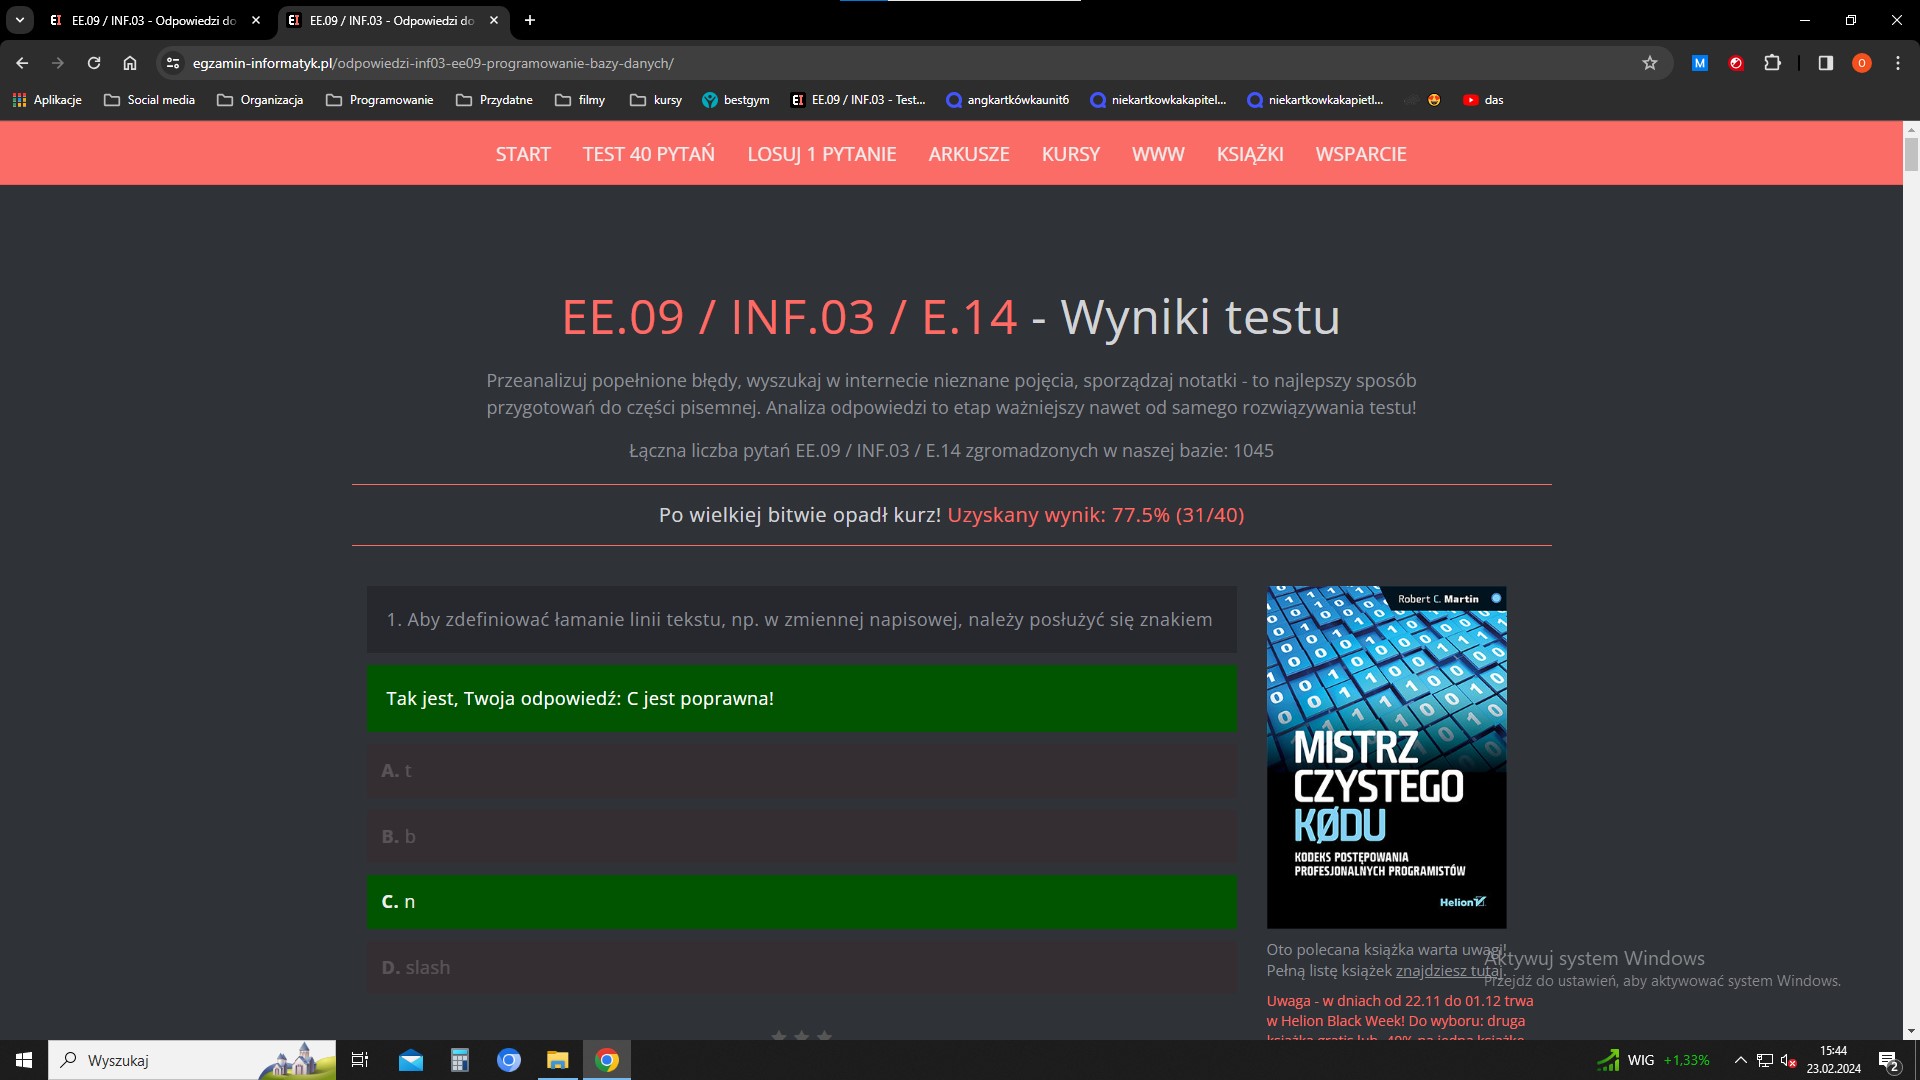 EE.09 / INF.03 - Odpowiedzi do
EE.09 / INF.03 - Odpowiedzi do
egzamin-informatyk.pl/odpowiedzi-inf03-ee09-programowanie-bazy-danych/
Aplikacje
Social media
Organizacja
Programowanie
Przydatne
filmy
kursy
bestgym
EE.09 / INF.03 - Test...
angkartkówkaunit6
niekartkowkakapitel...
niekartkowkakapietl...
das
START
TEST 40 PYTAŃ
LOSUJ 1 PYTANIE
ARKUSZE
KURSY
WWW
KSIĄŻKI
WSPARCIE
EE.09 / INF.03 / E.14 - Wyniki testu
Przeanalizuj popełnione błędy, wyszukaj w internecie nieznane pojęcia, sporządzaj notatki - to najlepszy sposób
przygotowań do części pisemnej. Analiza odpowiedzi to etap ważniejszy nawet od samego rozwiązywania testu!
Łączna liczba pytań EE.09 / INF.03 / E.14 zgromadzonych w naszej bazie: 1045
Po wielkiej bitwie opadł kurz! Uzyskany wynik: 77.5% (31/40)
1. Aby zdefiniować łamanie linii tekstu, np. w zmiennej napisowej, należy posłużyć się znakiem
Tak jest, Twoja odpowiedź: C jest poprawna!
A. t
B. b
C. n
D. slash
Robert C. Martin
MISTRZ
CZYSTEGO
KØDU
KODEKS POSTĘPOWANIA
PROFESJONALNYCH PROGRAMISTÓW
Helion
Oto polecana książka warta uwagi!
Pełną listę książek znajdziesz tutaj.
Uwaga - w dniach od 22.11 do 01.12 trwa
w Helion Black Week! Do wyboru: druga
książka gratis lub -40% na jedną książkę
Aktywuj system Windows
Przejdź do ustawień, aby aktywować system Windows.
Wyszukaj
WIG +1,33%
15:44
23.02.2024
2